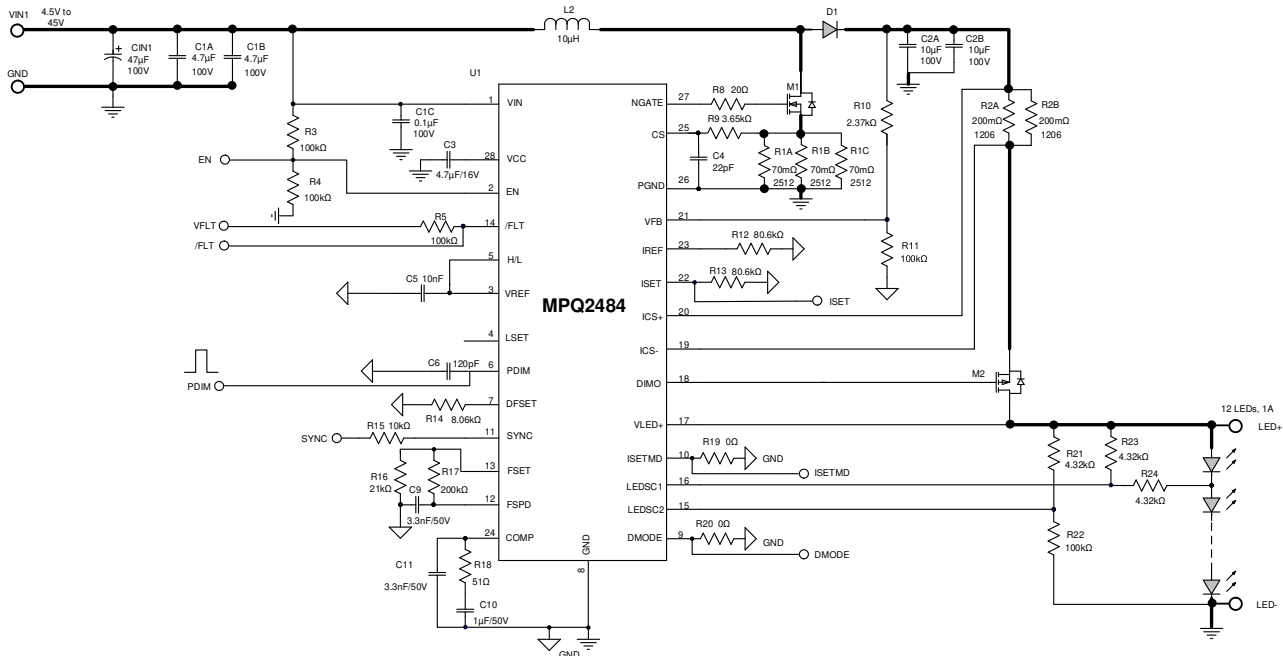 VIN1
4.5V to
45V
L2
10µH
D1
CIN1
47µF
100V
C1A
4.7µF
100V
C1B
4.7µF
100V
C2A
10µF
100V
C2B
10µF
100V
GND
U1
MPQ2484
1 VIN
C1C
0.1µF
100V
R3
100kΩ
28 VCC
C3
4.7µF/16V
EN
R4
100kΩ
2 EN
VFLT
R5
100kΩ
14 /FLT
/FLT
5 H/L
C5 10nF
3 VREF
4 LSET
C6 120pF
6 PDIM
PDIM
7 DFSET
R14 8.06kΩ
R15 10kΩ
SYNC
11 SYNC
13 FSET
R16
21kΩ
R17
200kΩ
C9
3.3nF/50V
12 FSPD
24 COMP
C11
3.3nF/50V
R18
51Ω
C10
1µF/50V
GND
GND
8
NGATE 27
R8 20Ω
M1
CS 25
R9 3.65kΩ
C4
22pF
R1A
70mΩ
2512
R1B
70mΩ
2512
R1C
70mΩ
2512
PGND 26
R10
2.37kΩ
R2A
200mΩ
1206
R2B
200mΩ
1206
VFB 21
R11
100kΩ
IREF 23
R12 80.6kΩ
ISET 22
R13 80.6kΩ
ISET
ICS+ 20
ICS- 19
DIMO 18
M2
VLED+ 17
12 LEDs, 1A
LED+
ISETMD 10
R19 0Ω
GND
ISETMD
R21
4.32kΩ
R23
4.32kΩ
R24
4.32kΩ
LEDSC1 16
LEDSC2 15
DMODE 9
R20 0Ω
GND
DMODE
R22
100kΩ
LED-